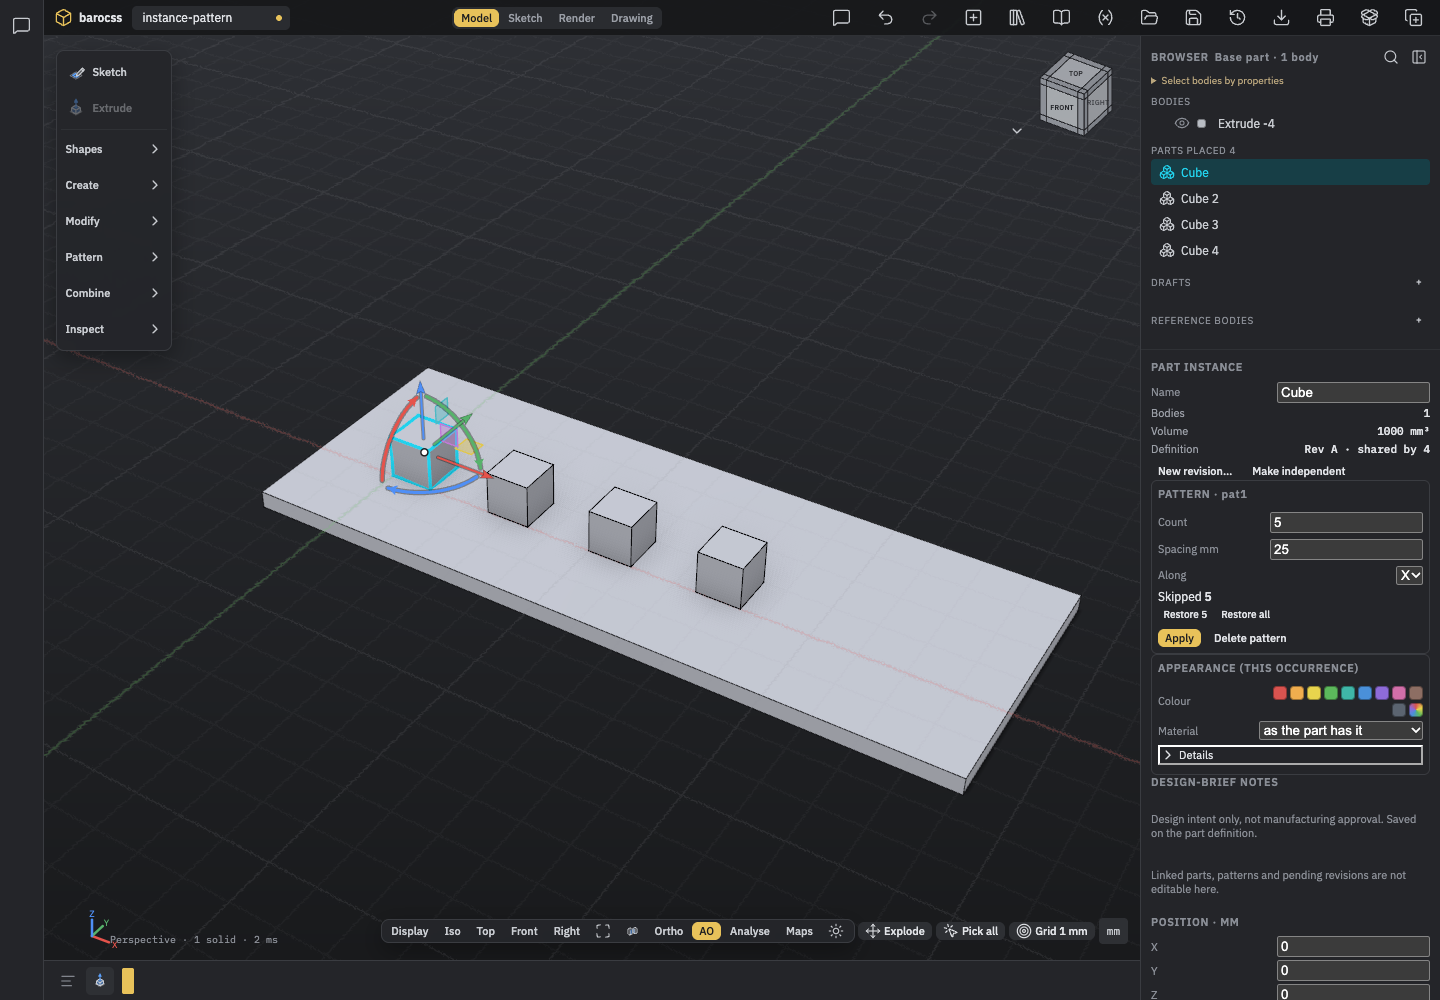 barocss
instance-pattern
Model
Sketch
Render
Drawing
Sketch
Extrude
Shapes
Create
Modify
Pattern
Combine
Inspect
TOP
FRONT
RIGHT
BROWSER Base part · 1 body
Select bodies by properties
BODIES
Extrude -4
PARTS PLACED 4
Cube
Cube 2
Cube 3
Cube 4
DRAFTS +
REFERENCE BODIES +
PART INSTANCE
Name Cube
Bodies 1
Volume 1000 mm³
Definition Rev A · shared by 4
New revision... Make independent
PATTERN · pat1
Count 5
Spacing mm 25
Along X
Skipped 5
Restore 5 Restore all
Apply Delete pattern
APPEARANCE (THIS OCCURRENCE)
Colour
Material as the part has it
Details
DESIGN-BRIEF NOTES
Design intent only, not manufacturing approval. Saved
on the part definition.
Linked parts, patterns and pending revisions are not
editable here.
POSITION · MM
X 0
Y 0
Z 0
Z
Y
X
Perspective · 1 solid · 2 ms
Display Iso Top Front Right Ortho AO Analyse Maps Explode Pick all Grid 1 mm mm